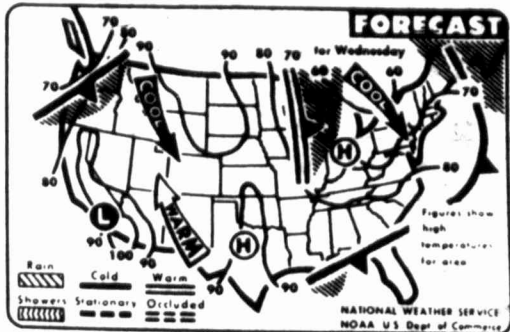 FORECAST
for Wednesday
70
80
90
90
80
70
60
60
70
70
COOL
COOL
H
80
80
L
WARM
H
90
100
90
90
90
Figures show
high
temperatures
for area
Rain
Cold
Warm
Showers
Stationary
Occluded
NATIONAL WEATHER SERVICE
NOAA U S Dept of Commerce